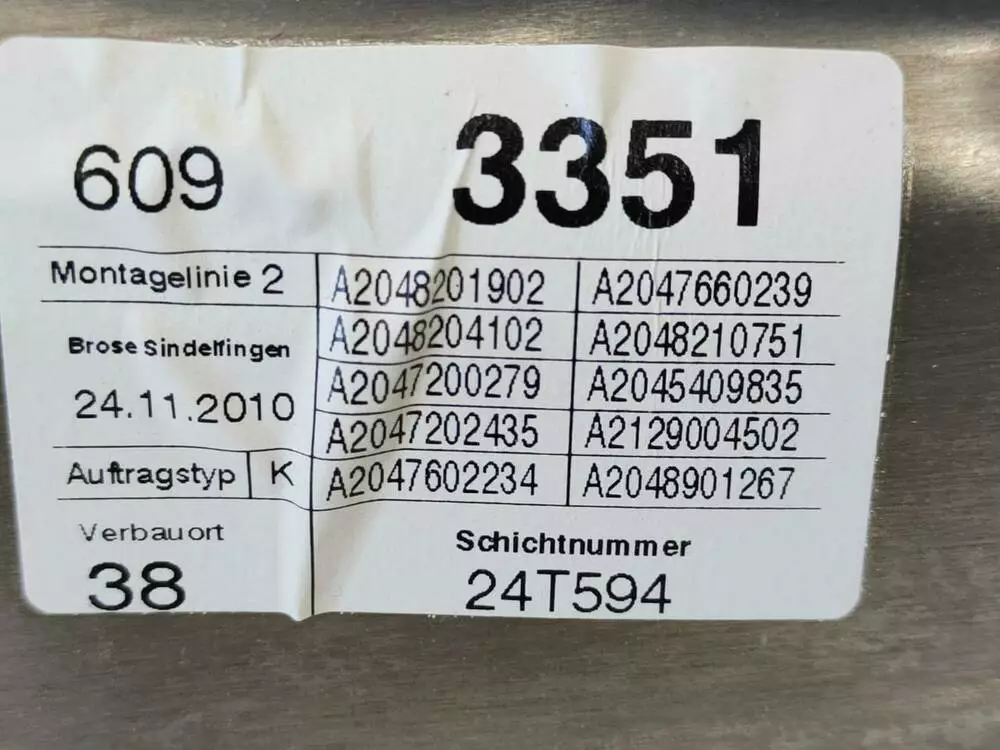 609 3351
Montagelinie 2 A2048201902 A2047660239
A2048204102 A2048210751
Brose Sindelfingen
A2047200279 A2045409835
24.11.2010
A2047202435 A2129004502
Auftragstyp K A2047602234 A2048901267
Verbauort Schichtnummer
38 24T594